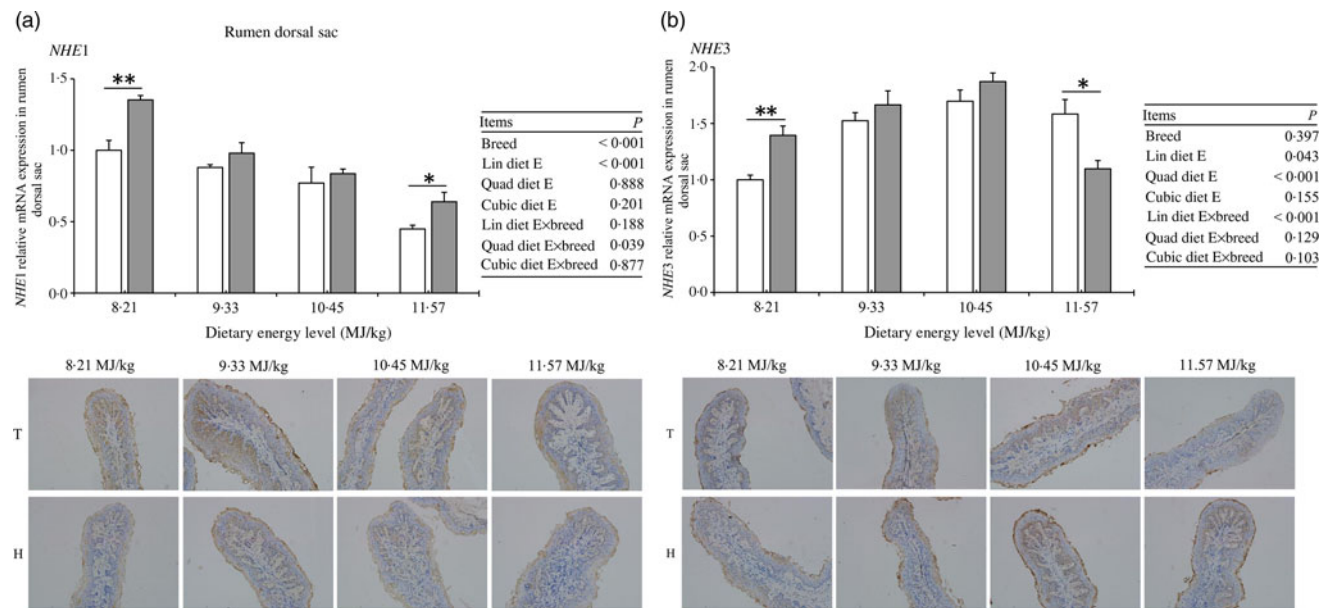 (a)
Rumen dorsal sac
NHE1
NHE1 relative mRNA expression in rumen
dorsal sac
1·5
1·0
0·5
0·0
**
*
8·21 9·33 10·45 11·57
Dietary energy level (MJ/kg)
Items P
Breed < 0·001
Lin diet E < 0·001
Quad diet E 0·888
Cubic diet E 0·201
Lin diet E×breed 0·188
Quad diet E×breed 0·039
Cubic diet E×breed 0·877
8·21 MJ/kg 9·33 MJ/kg 10·45 MJ/kg 11·57 MJ/kg
T
H
(b)
NHE3
NHE3 relative mRNA expression in rumen
dorsal sac
2·0
1·5
1·0
0·5
0·0
**
*
8·21 9·33 10·45 11·57
Dietary energy level (MJ/kg)
Items P
Breed 0·397
Lin diet E 0·043
Quad diet E < 0·001
Cubic diet E 0·155
Lin diet E×breed < 0·001
Quad diet E×breed 0·129
Cubic diet E×breed 0·103
8·21 MJ/kg 9·33 MJ/kg 10·45 MJ/kg 11.57 MJ/kg
T
H